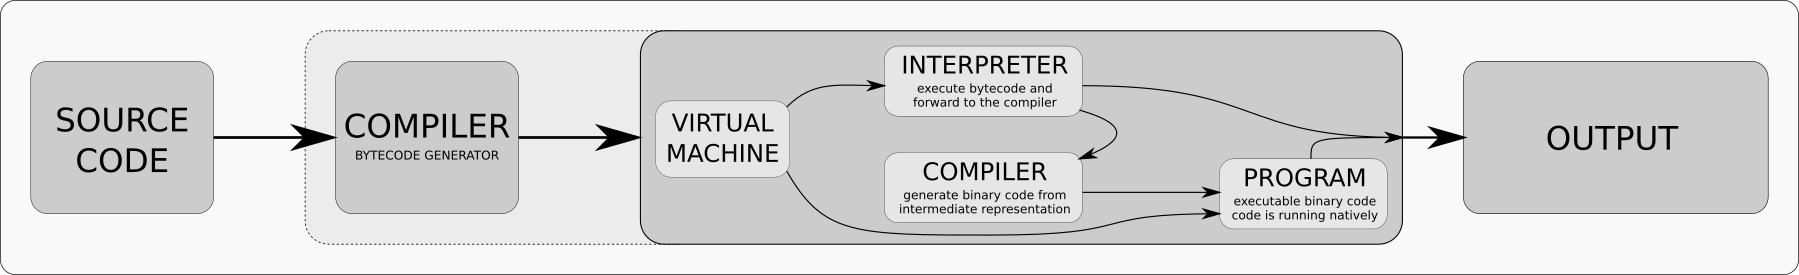 SOURCE
CODE
COMPILER
BYTECODE GENERATOR
VIRTUAL
MACHINE
INTERPRETER
execute bytecode and
forward to the compiler
COMPILER
generate binary code from
intermediate representation
PROGRAM
executable binary code
code is running natively
OUTPUT